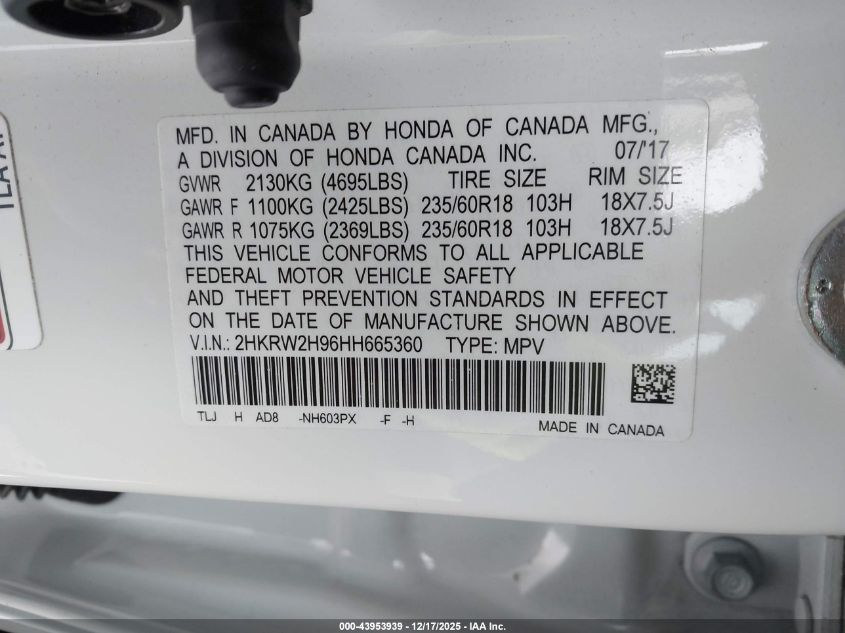 MFD. IN CANADA BY HONDA OF CANADA MFG.,
A DIVISION OF HONDA CANADA INC. 07/'17
GVWR 2130KG (4695LBS) TIRE SIZE RIM SIZE
GAWR F 1100KG (2425LBS) 235/60R18 103H 18X7.5J
GAWR R 1075KG (2369LBS) 235/60R18 103H 18X7.5J
THIS VEHICLE CONFORMS TO ALL APPLICABLE
FEDERAL MOTOR VEHICLE SAFETY
AND THEFT PREVENTION STANDARDS IN EFFECT
ON THE DATE OF MANUFACTURE SHOWN ABOVE.
V.I.N.: 2HKRW2H96HH665360 TYPE: MPV
TLJ H AD8 -NH603PX -F -H
MADE IN CANADA
000-43953939 - 12/17/2025 - IAA Inc.